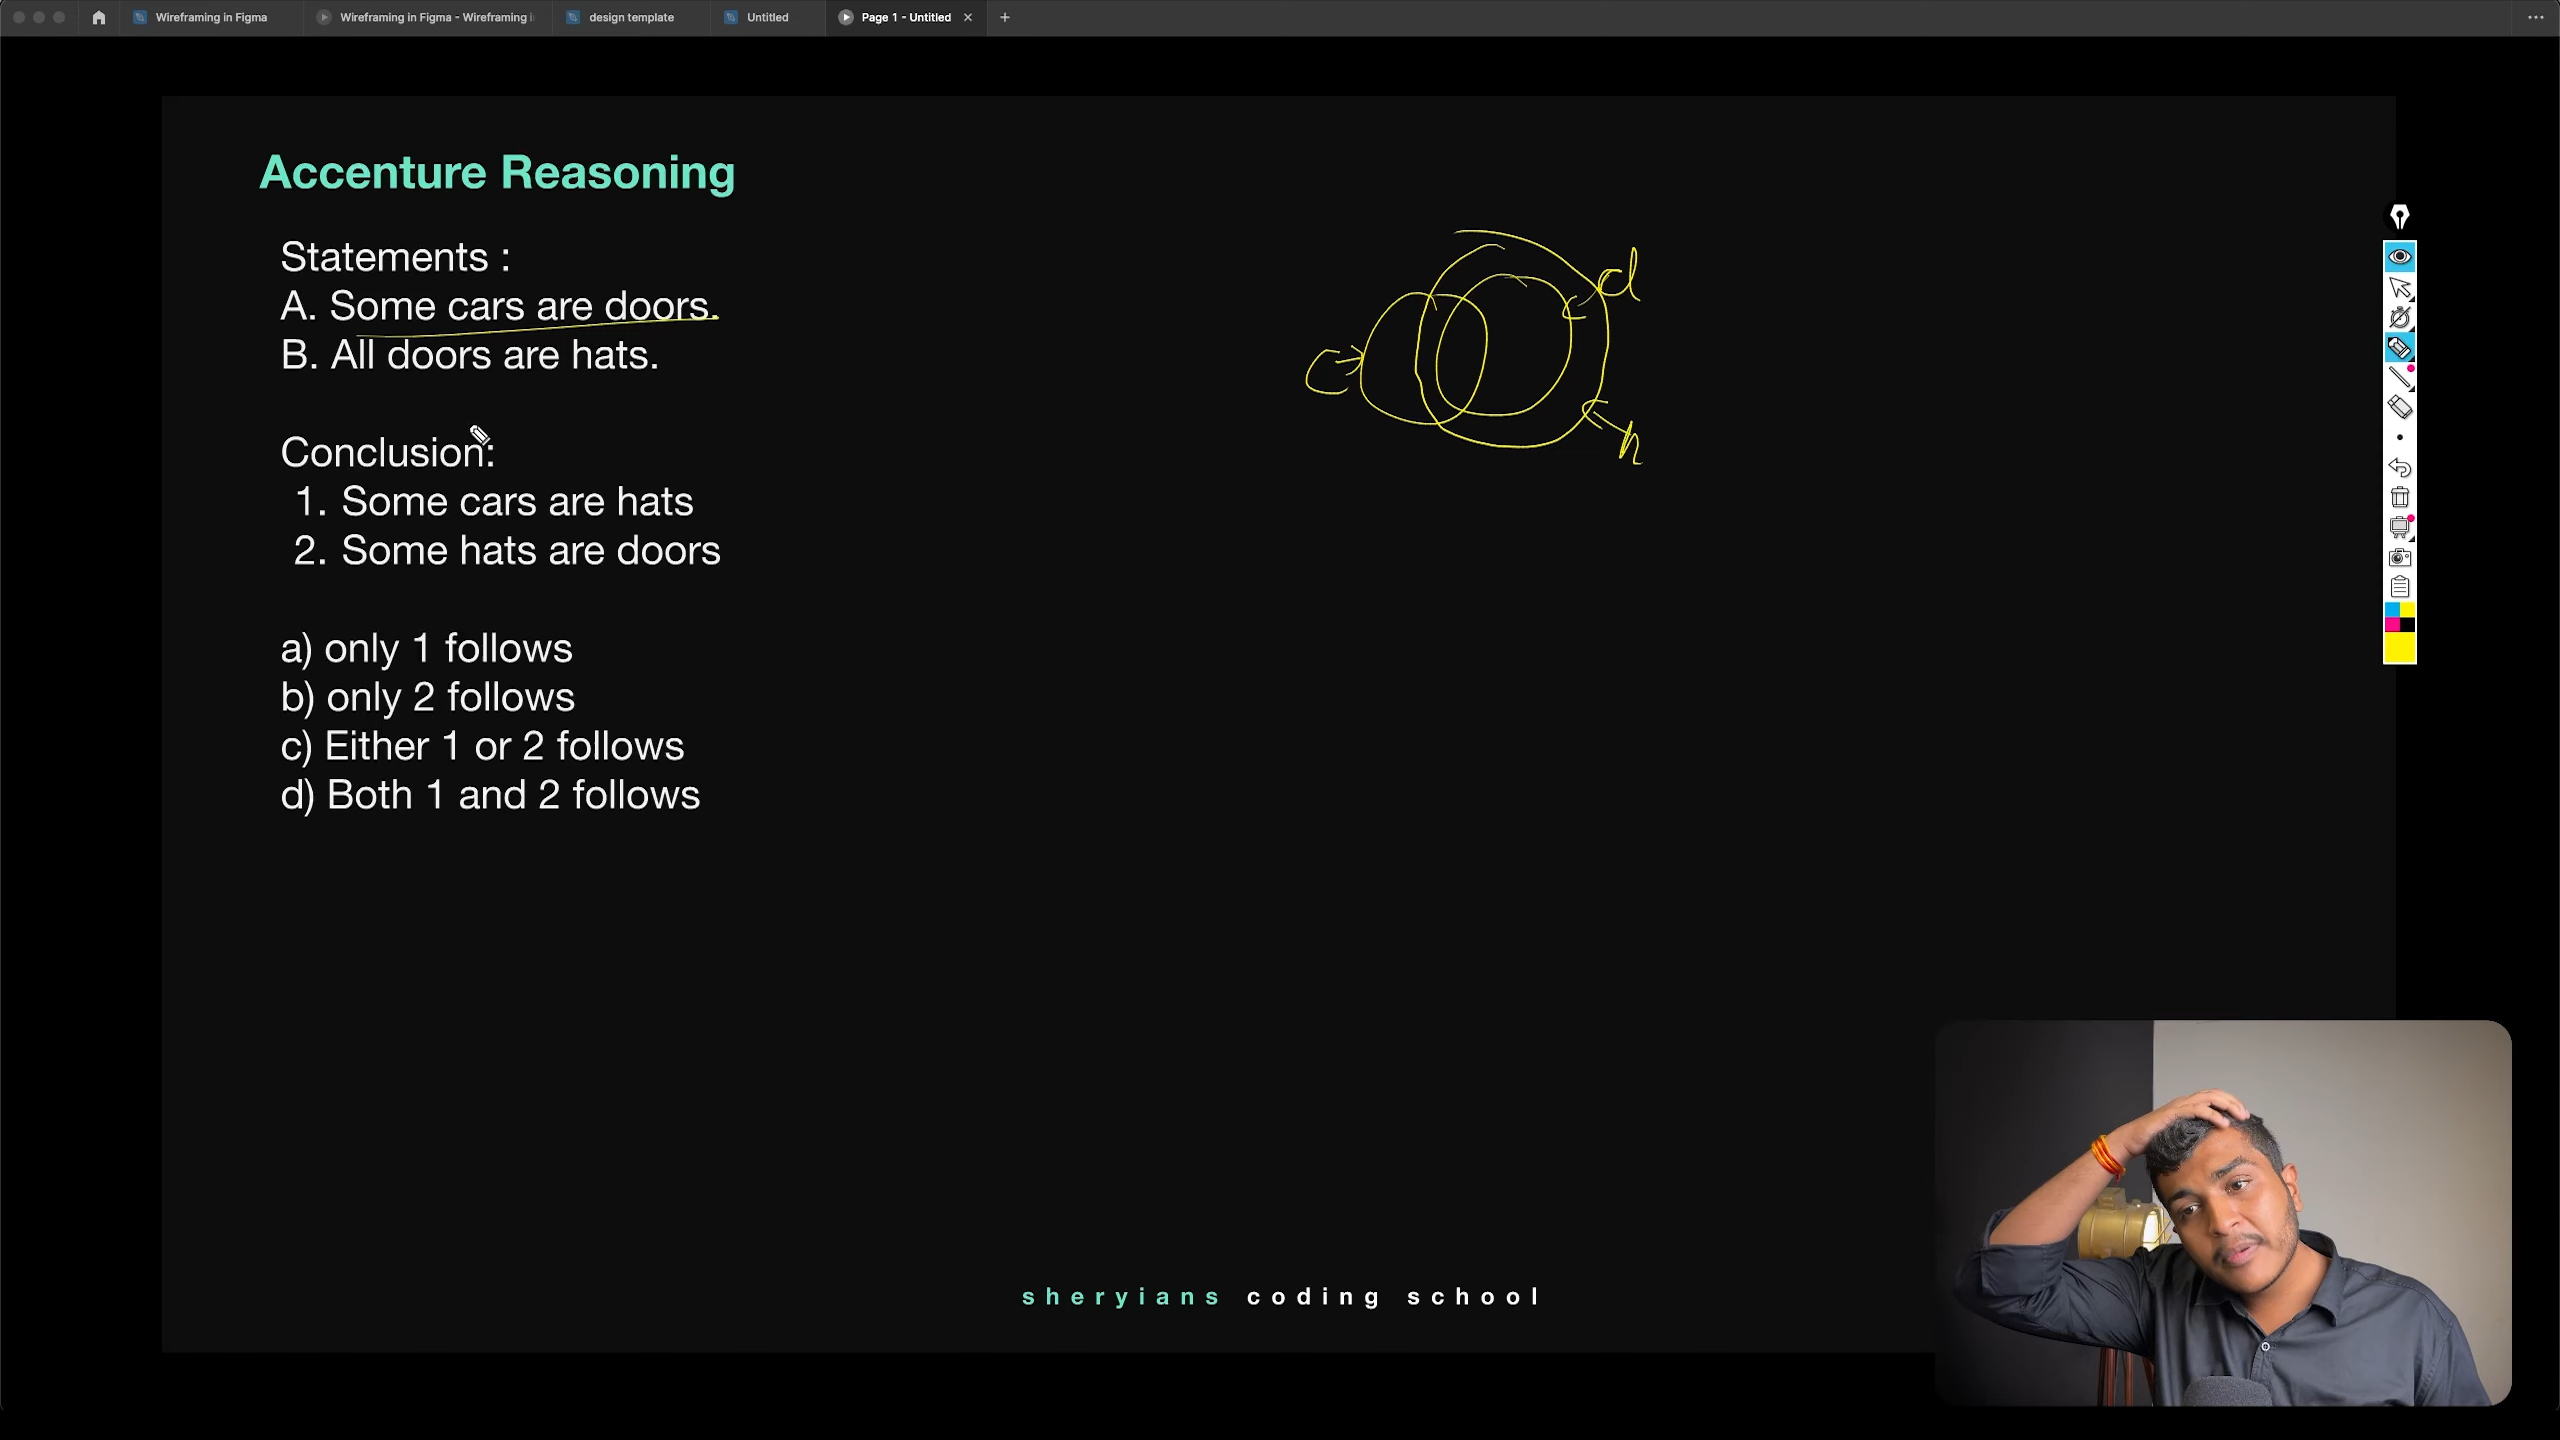 Wireframing in Figma
Wireframing in Figma - Wireframing i
design template
Untitled
Page 1 - Untitled
Accenture Reasoning
Statements :
A. Some cars are doors.
B. All doors are hats.
Conclusion:
1. Some cars are hats
2. Some hats are doors
a) only 1 follows
b) only 2 follows
c) Either 1 or 2 follows
d) Both 1 and 2 follows
d
C
h
sheryians coding school